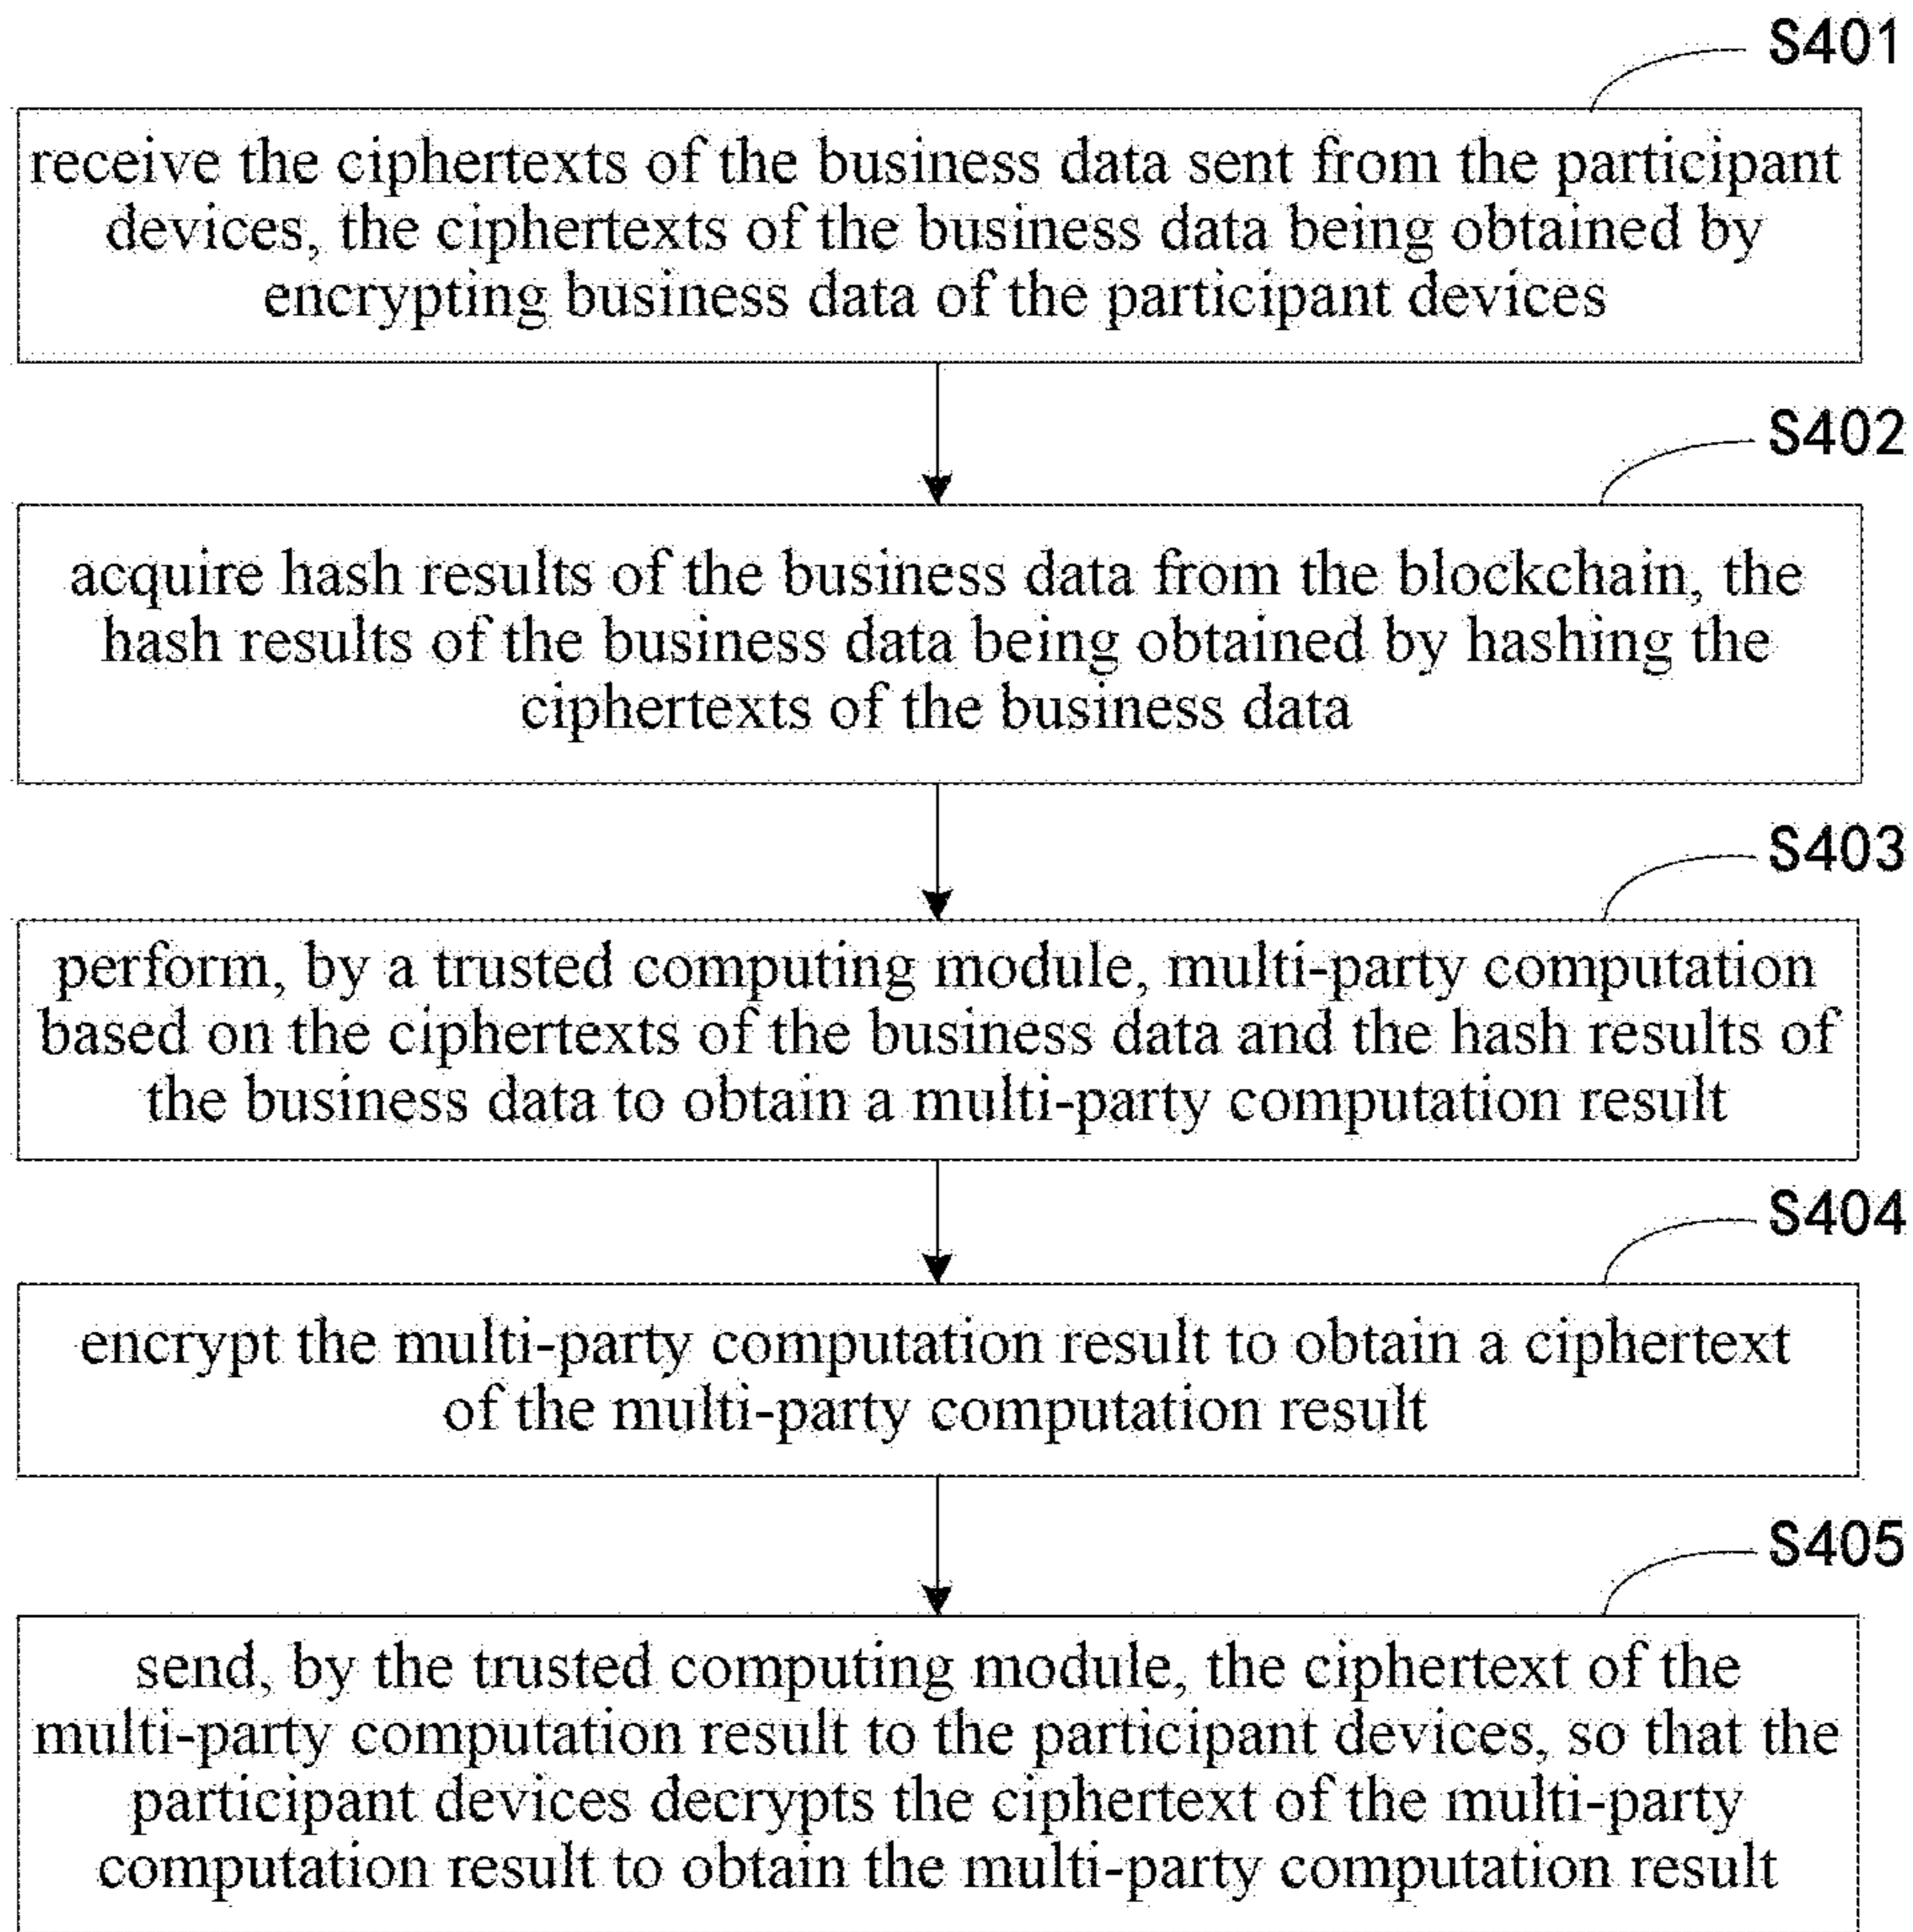 S401
receive the ciphertexts of the business data sent from the participant
devices, the ciphertexts of the business data being obtained by
encrypting business data of the participant devices
S402
acquire hash results of the business data from the blockchain, the
hash results of the business data being obtained by hashing the
ciphertexts of the business data
S403
perform, by a trusted computing module, multi-party computation
based on the ciphertexts of the business data and the hash results of
the business data to obtain a multi-party computation result
S404
encrypt the multi-party computation result to obtain a ciphertext
of the multi-party computation result
S405
send, by the trusted computing module, the ciphertext of the
multi-party computation result to the participant devices, so that the
participant devices decrypts the ciphertext of the multi-party
computation result to obtain the multi-party computation result